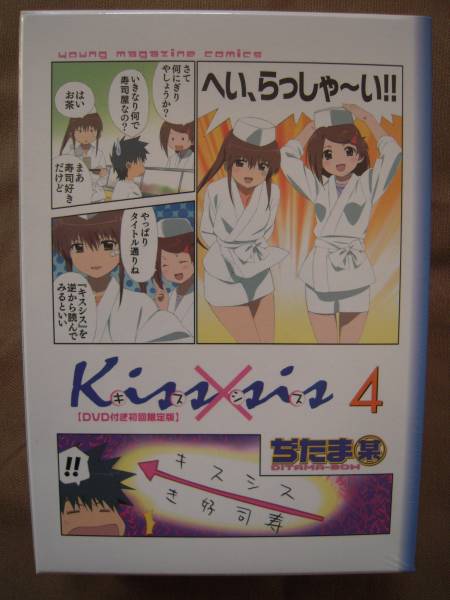 young magazine comics
へい、らっしゃ〜い!!
さて
何にぎり
やしょうか?
いきなり何で
寿司屋なの?
はい
お茶
まあ
寿司好き
だけど
やっぱり
タイトル通りね
『キスシス』を
逆から読んで
みるといい
Kiss×sis 4
キスシス
【DVD付き初回限定版】
ぢたま某
DITAMA-BOW
!!
キスシス
き好司寿